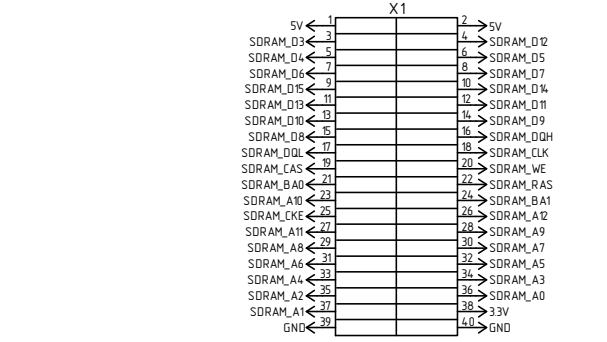 X1
5V 1 2 5V
SDRAM_D3 3 4 SDRAM_D12
SDRAM_D4 5 6 SDRAM_D5
SDRAM_D6 7 8 SDRAM_D7
SDRAM_D15 9 10 SDRAM_D14
SDRAM_D13 11 12 SDRAM_D11
SDRAM_D10 13 14 SDRAM_D9
SDRAM_D8 15 16 SDRAM_DQH
SDRAM_DQL 17 18 SDRAM_CLK
SDRAM_CAS 19 20 SDRAM_WE
SDRAM_BA0 21 22 SDRAM_RAS
SDRAM_A10 23 24 SDRAM_BA1
SDRAM_CKE 25 26 SDRAM_A12
SDRAM_A11 27 28 SDRAM_A9
SDRAM_A8 29 30 SDRAM_A7
SDRAM_A6 31 32 SDRAM_A5
SDRAM_A4 33 34 SDRAM_A3
SDRAM_A2 35 36 SDRAM_A0
SDRAM_A1 37 38 3.3V
GND 39 40 GND